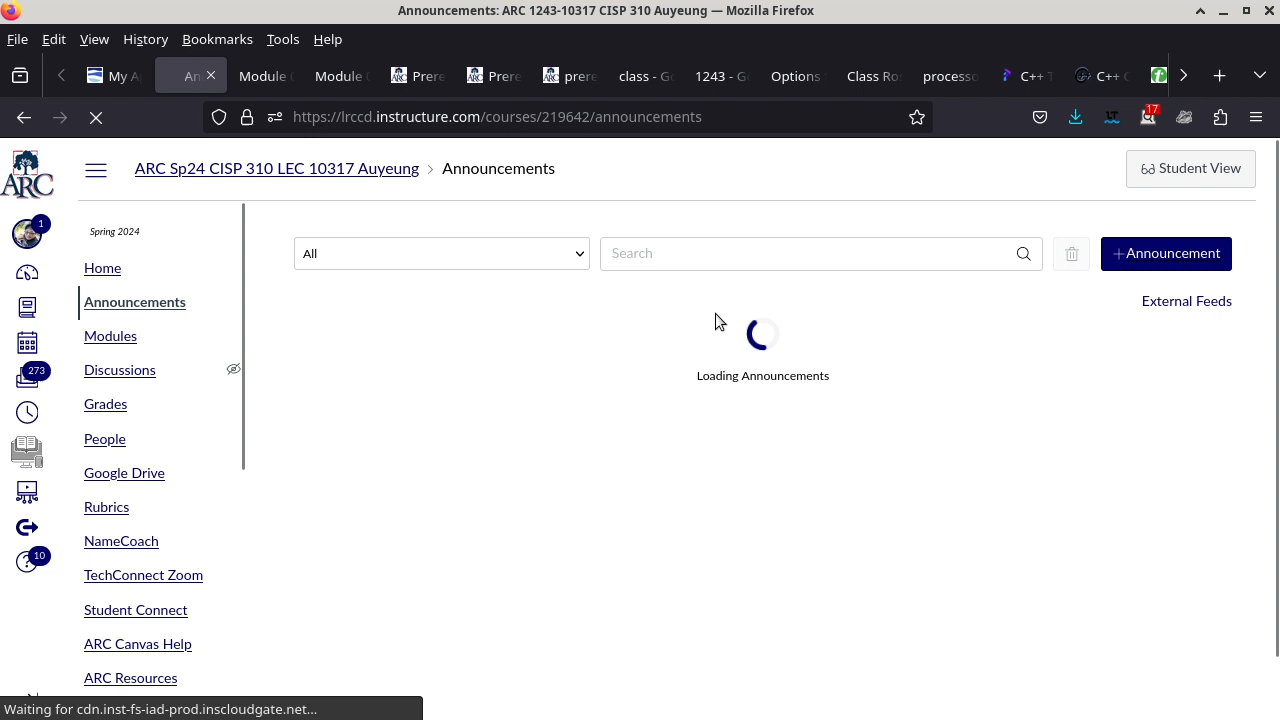 Announcements: ARC 1243-10317 CISP 310 Auyeung — Mozilla Firefox
File Edit View History Bookmarks Tools Help
My A An Module Module Prere Prere prere class - Go 1243 - G Options Class Ro processo C++ T C++
https://lrccd.instructure.com/courses/219642/announcements
17
ARC
ARC Sp24 CISP 310 LEC 10317 Auyeung > Announcements
Student View
1
Spring 2024
All
Search
+Announcement
Home
Announcements
External Feeds
Modules
Discussions
273
Loading Announcements
Grades
People
Google Drive
Rubrics
NameCoach
10
TechConnect Zoom
Student Connect
ARC Canvas Help
ARC Resources
Waiting for cdn.inst-fs-iad-prod.inscloudgate.net...